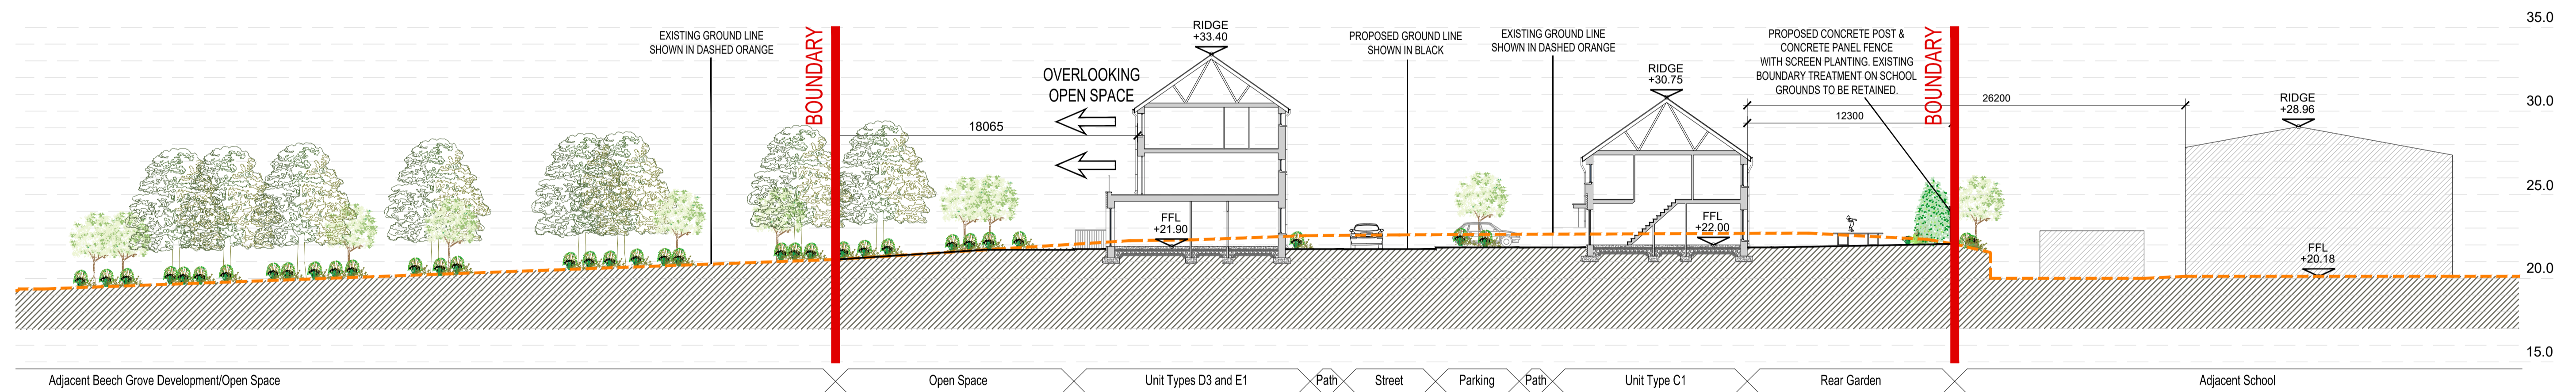 EXISTING GROUND LINE
SHOWN IN DASHED ORANGE
BOUNDARY
18065
OVERLOOKING
OPEN SPACE
RIDGE
+33.40
FFL
+21.90
PROPOSED GROUND LINE
SHOWN IN BLACK
EXISTING GROUND LINE
SHOWN IN DASHED ORANGE
RIDGE
+30.75
FFL
+22.00
PROPOSED CONCRETE POST &
CONCRETE PANEL FENCE
WITH SCREEN PLANTING. EXISTING
BOUNDARY TREATMENT ON SCHOOL
GROUNDS TO BE RETAINED.
BOUNDARY
26200
12300
RIDGE
+28.96
FFL
+20.18
35.0
30.0
25.0
20.0
15.0
Adjacent Beech Grove Development/Open Space
Open Space
Unit Types D3 and E1
Path
Street
Parking
Path
Unit Type C1
Rear Garden
Adjacent School